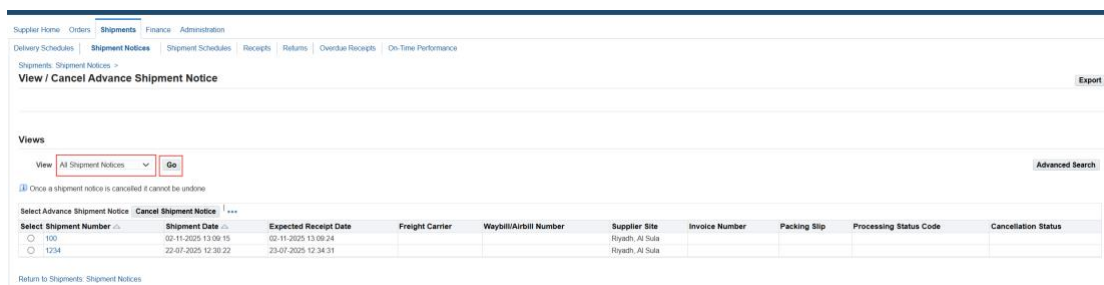 Supplier Home Orders Shipments Finance Administration
Delivery Schedules Shipment Notices Shipment Schedules Receipts Returns Overdue Receipts On-Time Performance
Shipments: Shipment Notices >
View / Cancel Advance Shipment Notice
Export
Views
View All Shipment Notices Go Advanced Search
Once a shipment notice is cancelled it cannot be undone
Select Advance Shipment Notice Cancel Shipment Notice ...
Select Shipment Number Shipment Date Expected Receipt Date Freight Carrier Waybill/Airbill Number Supplier Site Invoice Number Packing Slip Processing Status Code Cancellation Status
100 02-11-2025 13:09:15 02-11-2025 13:09:24 Riyadh, Al Sula
1234 22-07-2025 12:30:22 23-07-2025 12:34:31 Riyadh, Al Sula
Return to Shipments: Shipment Notices